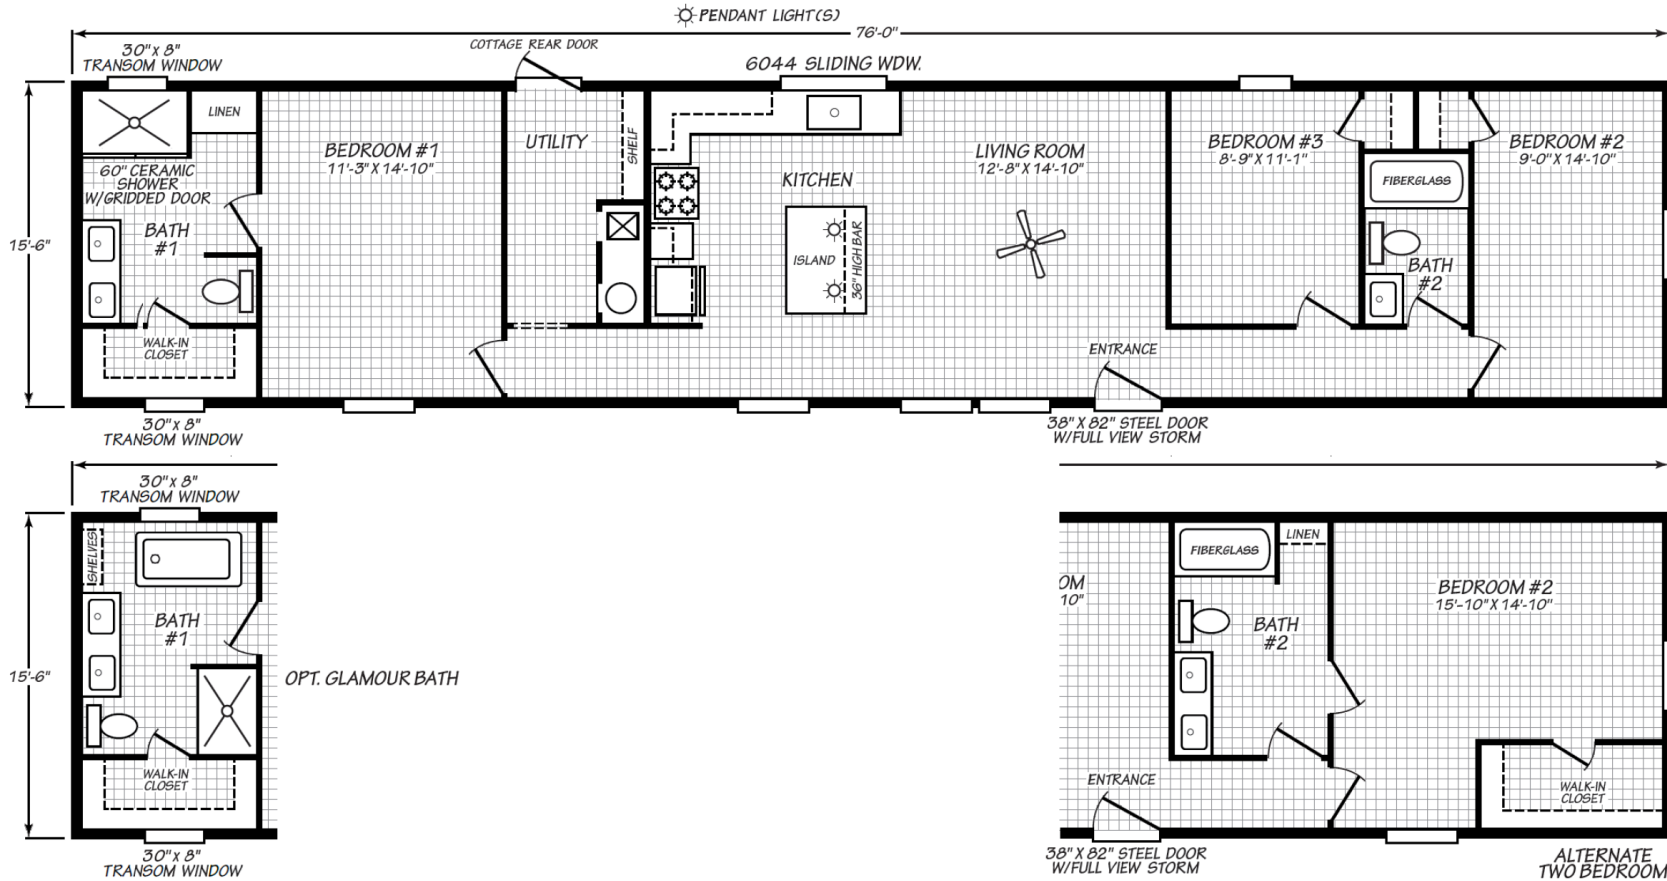 PENDANT LIGHT(S)
76'-0"
30" x 8"
TRANSOM WINDOW
COTTAGE REAR DOOR
6044 SLIDING WDW.
LINEN
60" CERAMIC
SHOWER
W/GRIDDED DOOR
BATH
#1
WALK-IN
CLOSET
15'-6"
BEDROOM #1
11'-3" X 14'-10"
UTILITY
SHELF
KITCHEN
ISLAND
36" HIGH BAR
LIVING ROOM
12'-8" X 14'-10"
BEDROOM #3
8'-9" X 11'-1"
FIBERGLASS
BATH
#2
BEDROOM #2
9'-0" X 14'-10"
ENTRANCE
30" x 8"
TRANSOM WINDOW
38" X 82" STEEL DOOR
W/FULL VIEW STORM
30" x 8"
TRANSOM WINDOW
SHELVES
BATH
#1
15'-6"
WALK-IN
CLOSET
30" x 8"
TRANSOM WINDOW
OPT. GLAMOUR BATH
OM
10"
FIBERGLASS
LINEN
BATH
#2
BEDROOM #2
15'-10" X 14'-10"
ENTRANCE
WALK-IN
CLOSET
38" X 82" STEEL DOOR
W/FULL VIEW STORM
ALTERNATE
TWO BEDROOM